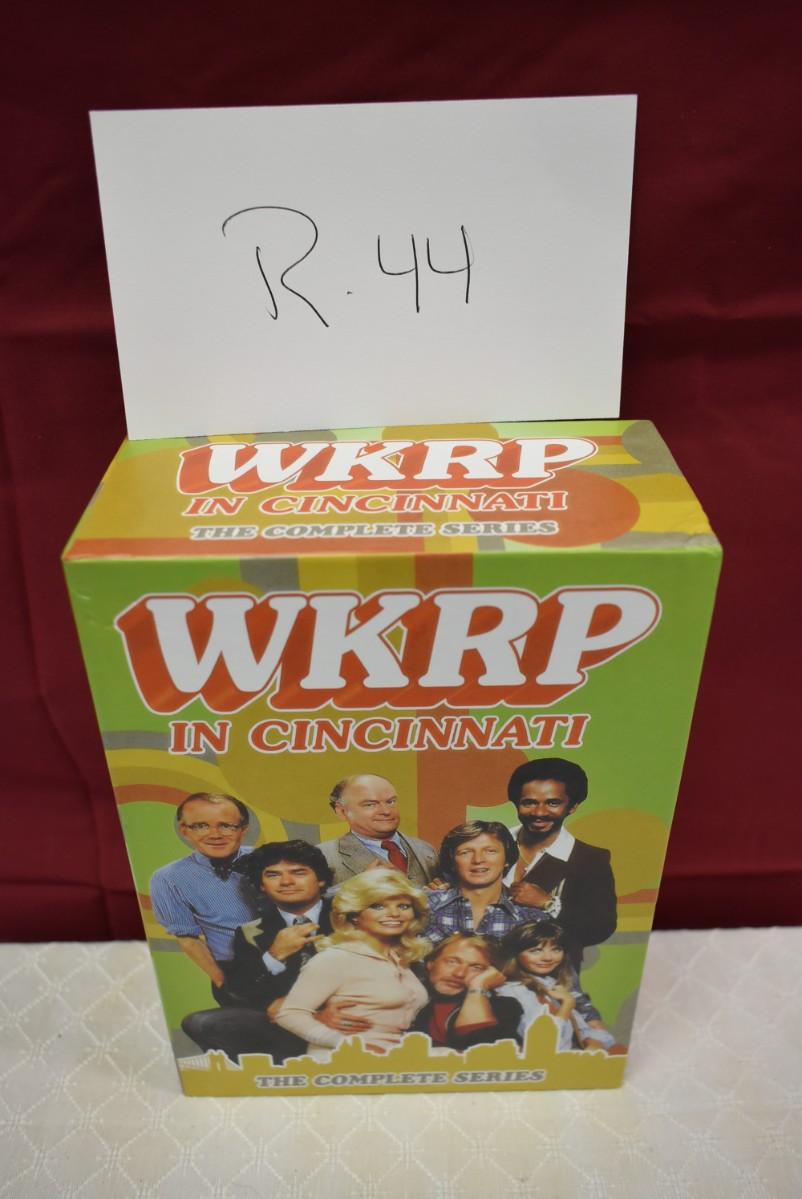 R. 44
WKRP
IN CINCINNATI
THE COMPLETE SERIES
WKRP
IN CINCINNATI
THE COMPLETE SERIES